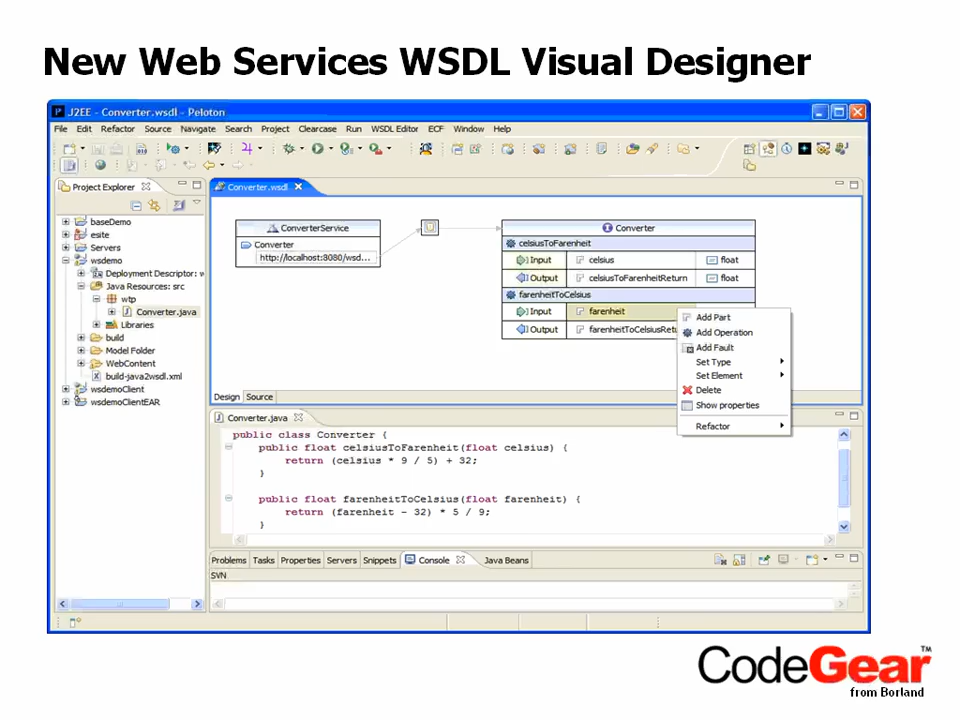 New Web Services WSDL Visual Designer
J2EE - Converter.wsdl - Peloton
File Edit Refactor Source Navigate Search Project Clearcase Run WSDL Editor ECF Window Help
Project Explorer
Converter.wsdl
baseDemo
esite
Servers
wsdemo
Deployment Descriptor: w
Java Resources: src
wtp
Converter.java
Libraries
build
Model Folder
WebContent
build-java2wsdl.xml
wsdemoClient
wsdemoClientEAR
ConverterService
Converter
http://localhost:8080/wsd...
Converter
celsiusToFarenheit
Input celsius float
Output celsiusToFarenheitReturn float
farenheitToCelsius
Input farenheit
Output farenheitToCelsiusRetu
Add Part
Add Operation
Add Fault
Set Type
Set Element
Delete
Show properties
Refactor
Design Source
Converter.java
public class Converter {
public float celsiusToFarenheit(float celsius) {
return (celsius * 9 / 5) + 32;
}
public float farenheitToCelsius(float farenheit) {
return (farenheit - 32) * 5 / 9;
}
Problems Tasks Properties Servers Snippets Console Java Beans
SVN
CodeGear™
from Borland